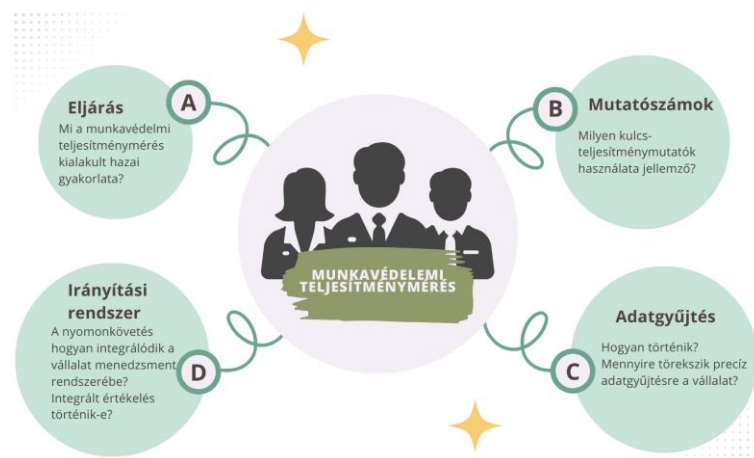 A
Eljárás
Mi a munkavédelmi
teljesítménymérés
kialakult hazai
gyakorlata?
B
Mutatószámok
Milyen kulcs-
teljesítménymutatók
használata jellemző?
MUNKAVÉDELEMI
TELJESÍTMÉNYMÉRÉS
Irányítási
rendszer
A nyomonkövetés
hogyan integrálódik a
vállalat menedzsment
rendszerébe?
Integrált értékelés
történik-e?
D
Adatgyűjtés
Hogyan történik?
Mennyire törekszik precíz
adatgyűjtésre a vállalat?
C